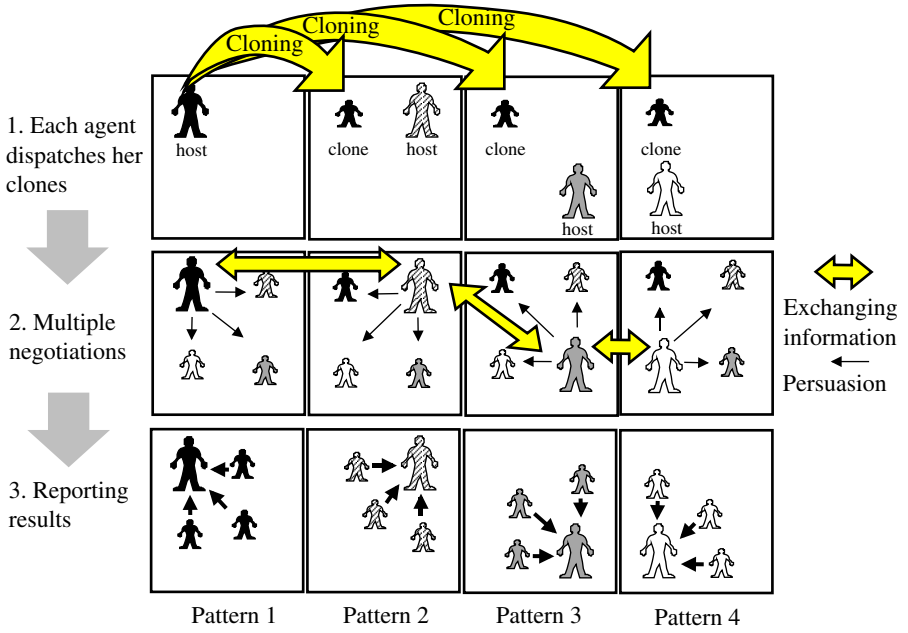 Cloning
Cloning
Cloning
1. Each agent
dispatches her
clones
host
clone
host
clone
host
clone
host
2. Multiple
negotiations
Exchanging
information
Persuasion
3. Reporting
results
Pattern 1
Pattern 2
Pattern 3
Pattern 4